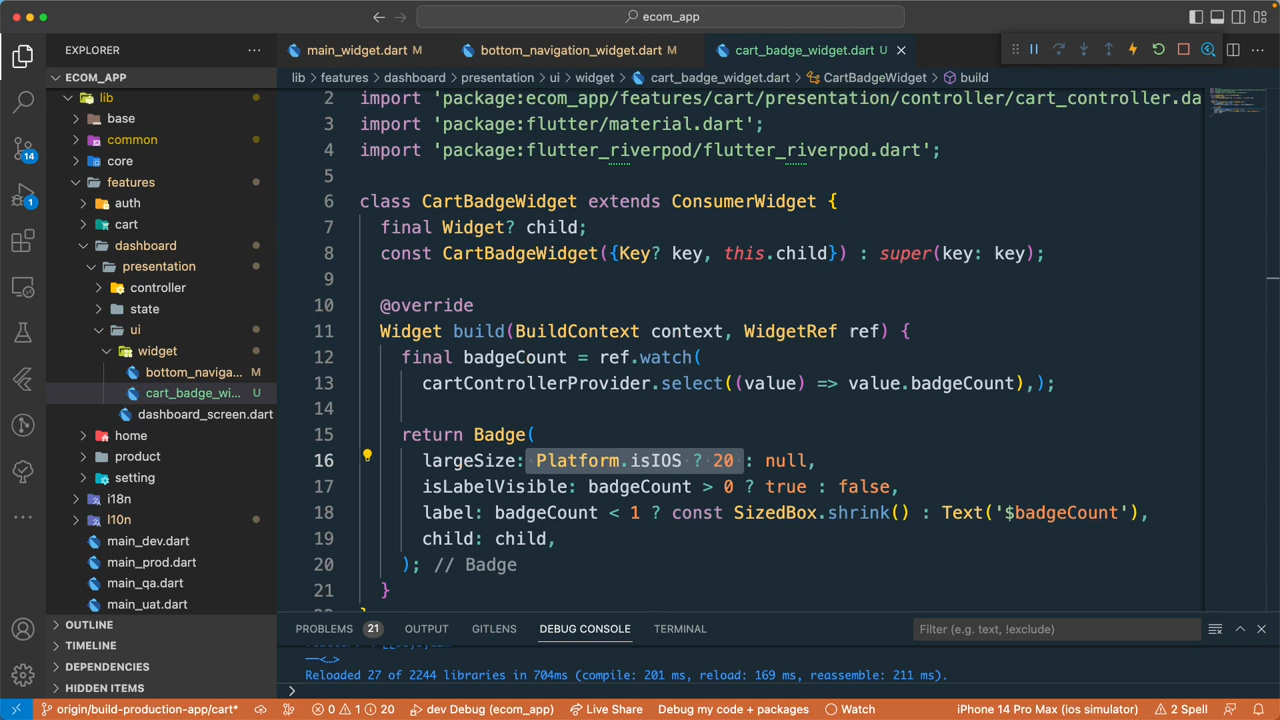 ecom_app
EXPLORER
main_widget.dart M
bottom_navigation_widget.dart M
cart_badge_widget.dart U
ECOM_APP
lib > features > dashboard > presentation > ui > widget > cart_badge_widget.dart > CartBadgeWidget > build
lib
base
common
core
features
auth
cart
dashboard
presentation
controller
state
ui
widget
bottom_naviga... M
cart_badge_wi... U
dashboard_screen.dart
home
product
setting
i18n
l10n
main_dev.dart
main_prod.dart
main_qa.dart
main_uat.dart
OUTLINE
TIMELINE
DEPENDENCIES
HIDDEN ITEMS
14
1
2 import 'package:ecom_app/features/cart/presentation/controller/cart_controller.da
3 import 'package:flutter/material.dart';
4 import 'package:flutter_riverpod/flutter_riverpod.dart';
5
6 class CartBadgeWidget extends ConsumerWidget {
7 final Widget? child;
8 const CartBadgeWidget({Key? key, this.child}) : super(key: key);
9
10 @override
11 Widget build(BuildContext context, WidgetRef ref) {
12 final badgeCount = ref.watch(
13 cartControllerProvider.select((value) => value.badgeCount),);
14
15 return Badge(
16 largeSize: Platform.isIOS ? 20 : null,
17 isLabelVisible: badgeCount > 0 ? true : false,
18 label: badgeCount < 1 ? const SizedBox.shrink() : Text('$badgeCount'),
19 child: child,
20 ); // Badge
21 }
PROBLEMS 21 OUTPUT GITLENS DEBUG CONSOLE TERMINAL
Filter (e.g. text, !exclude)
Reloaded 27 of 2244 libraries in 704ms (compile: 201 ms, reload: 169 ms, reassemble: 211 ms).
origin/build-production-app/cart* 0 1 20 dev Debug (ecom_app) Live Share Debug my code + packages Watch iPhone 14 Pro Max (ios simulator) 2 Spell